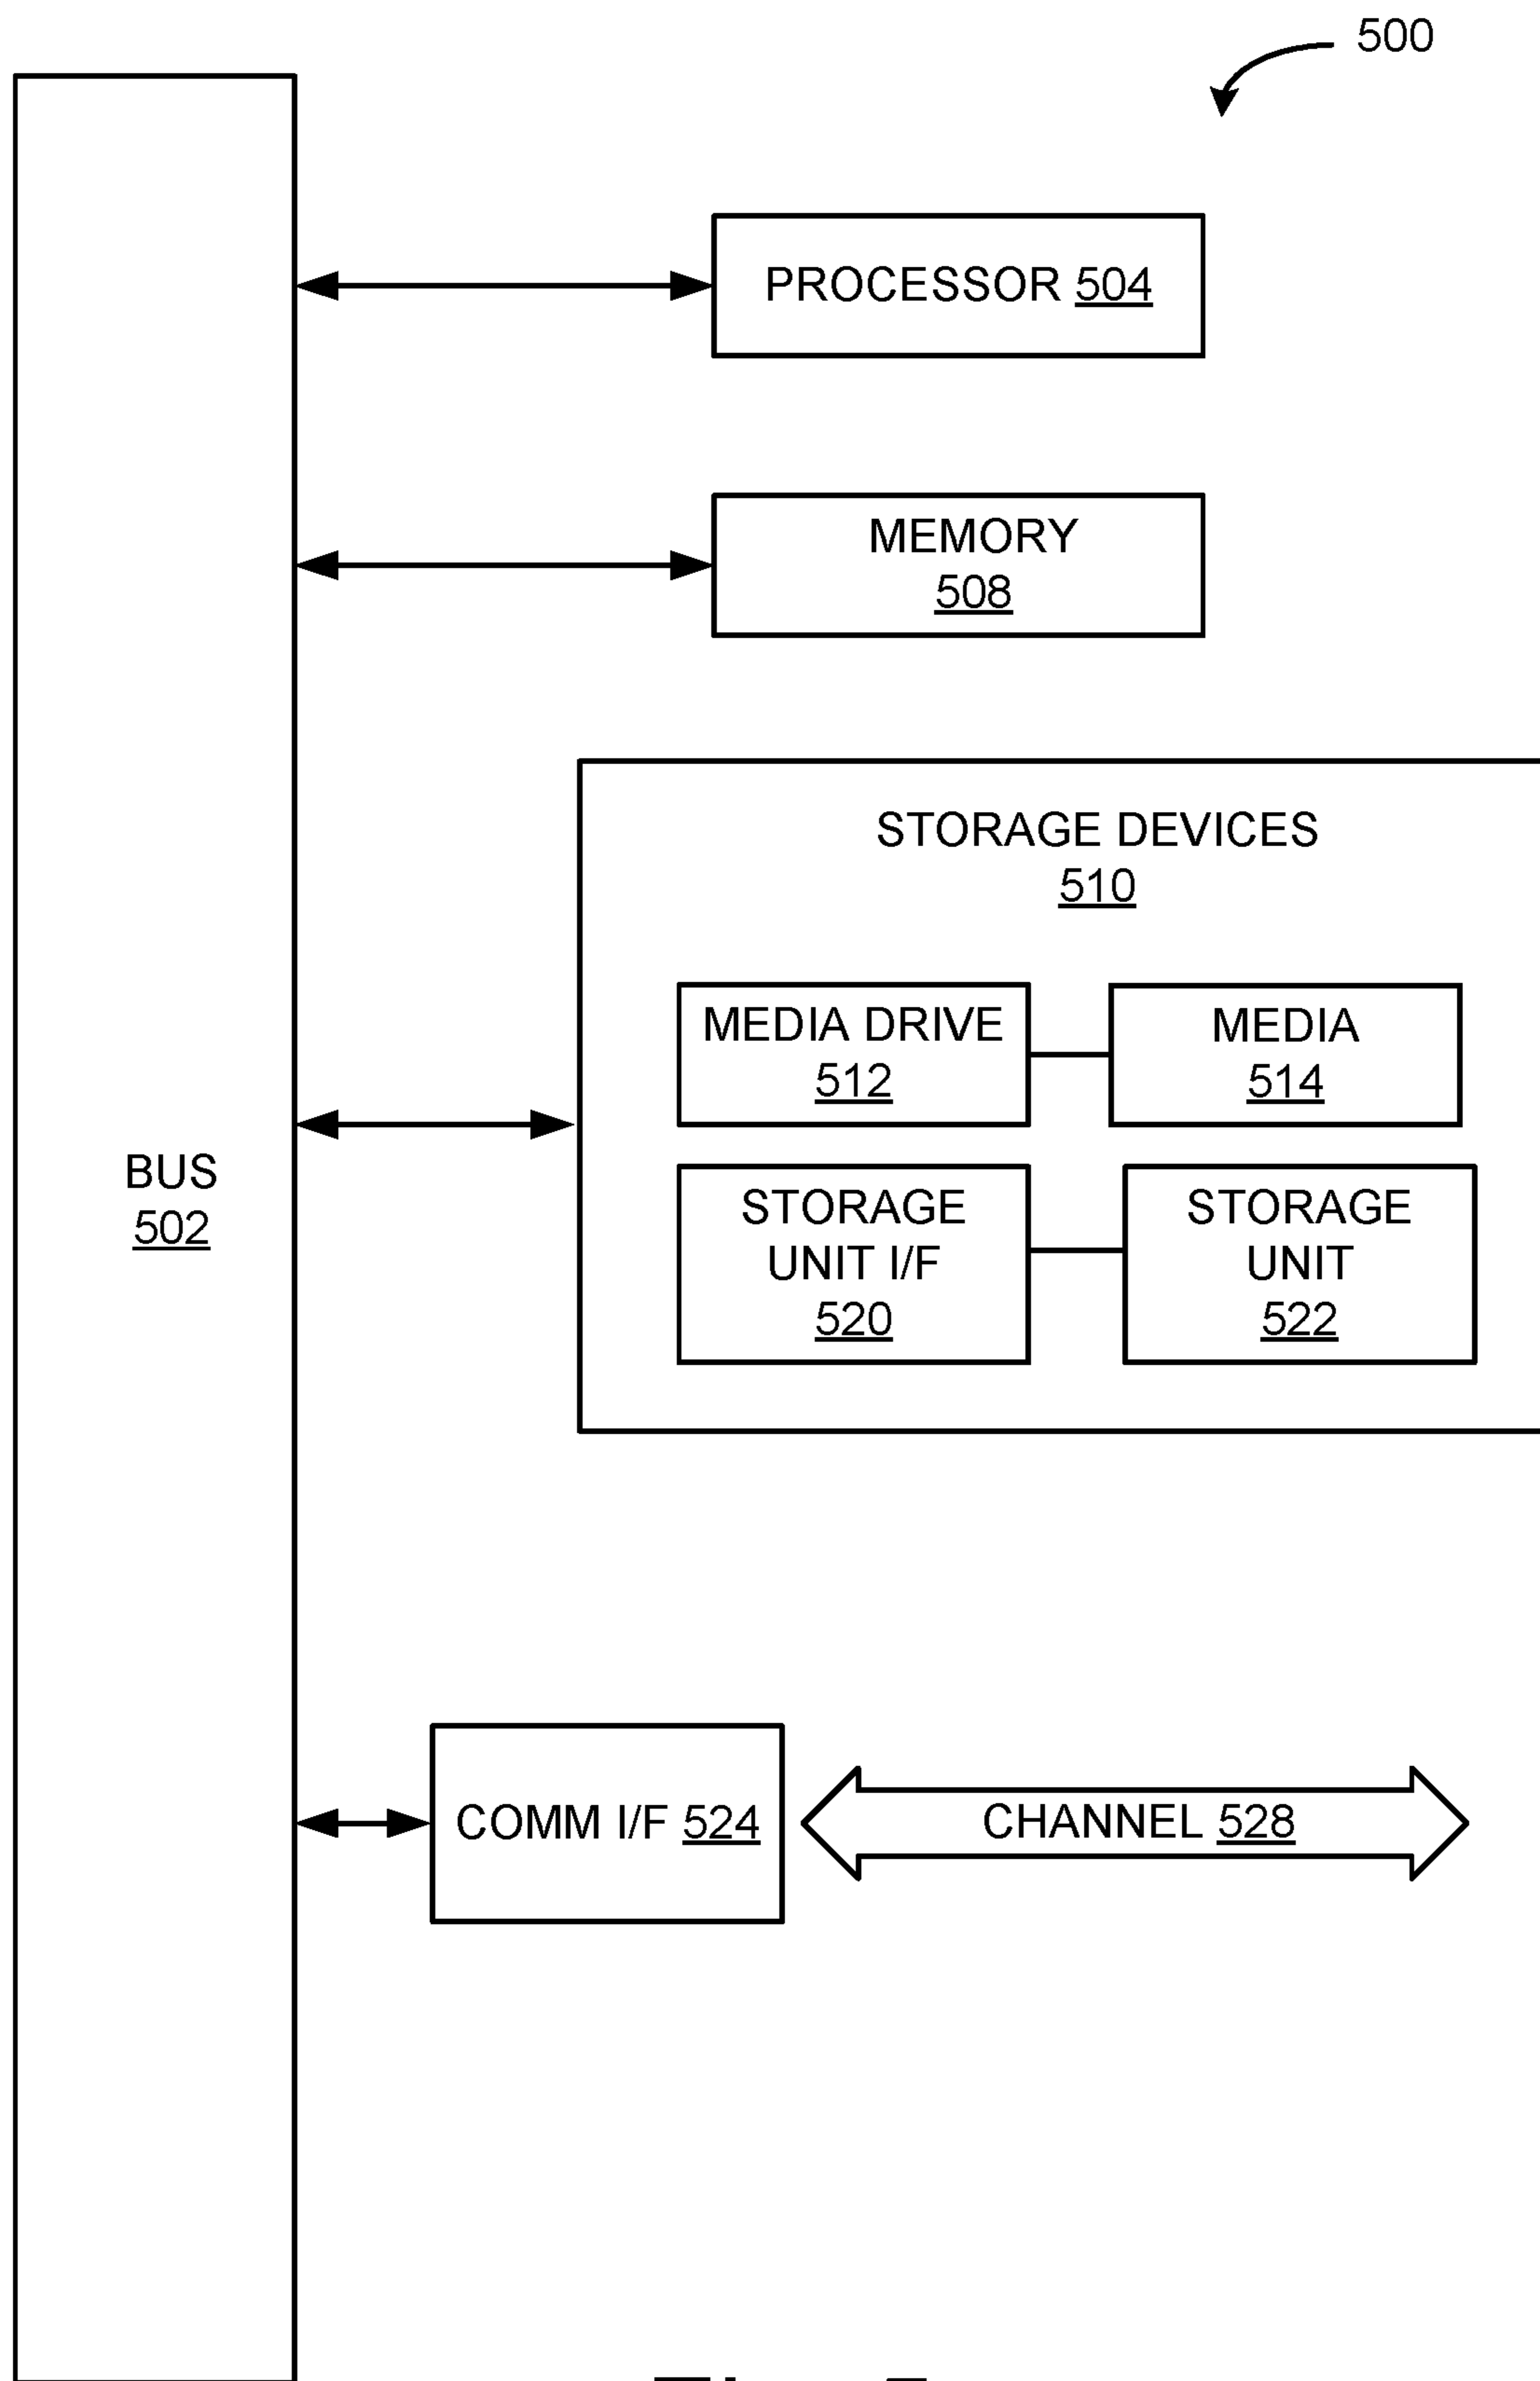 500
PROCESSOR 504
MEMORY
508
STORAGE DEVICES
510
MEDIA DRIVE
512
MEDIA
514
BUS
502
STORAGE
UNIT I/F
520
STORAGE
UNIT
522
COMM I/F 524
CHANNEL 528